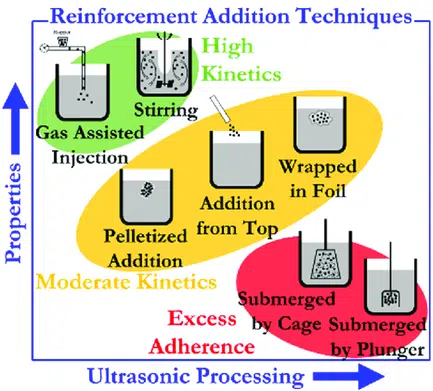 Reinforcement Addition Techniques
High
Kinetics
Stirring
Gas Assisted
Injection
Wrapped
in Foil
Addition
from Top
Pelletized
Addition
Moderate Kinetics
Submerged
by Cage
Submerged
by Plunger
Excess
Adherence
Properties
Ultrasonic Processing